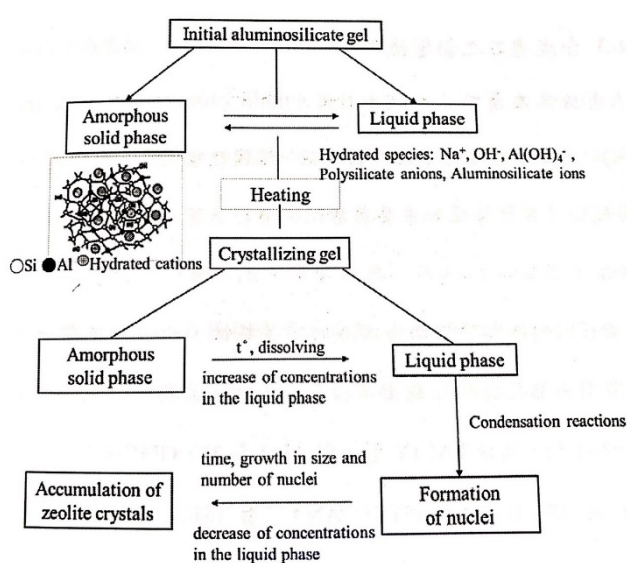 Initial aluminosilicate gel
Amorphous
solid phase
Liquid phase
Hydrated species: Na⁺, OH⁻, Al(OH)₄⁻ ,
Polysilicate anions, Aluminosilicate ions
Heating
○Si ●Al ⊕Hydrated cations
Crystallizing gel
Amorphous
solid phase
t°, dissolving
increase of concentrations
in the liquid phase
Liquid phase
Condensation reactions
time, growth in size and
number of nuclei
Accumulation of
zeolite crystals
Formation
of nuclei
decrease of concentrations
in the liquid phase